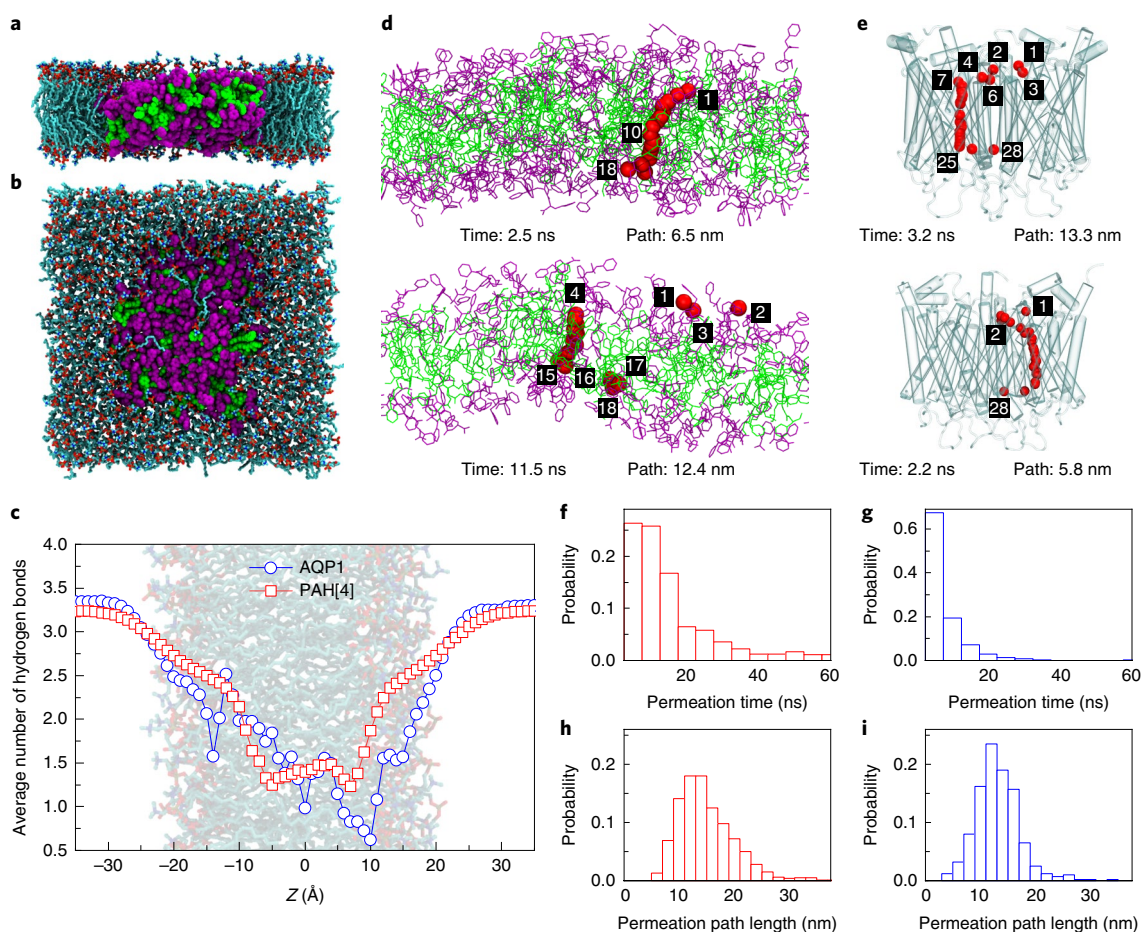 a
b
d
1
10
18
Time: 2.5 ns Path: 6.5 nm
4
1
2
3
15
16
17
18
Time: 11.5 ns Path: 12.4 nm
e
2
1
4
7
6
3
25
28
Time: 3.2 ns Path: 13.3 nm
1
2
28
Time: 2.2 ns Path: 5.8 nm
c
Average number of hydrogen bonds
4.0
3.5
3.0
2.5
2.0
1.5
1.0
0.5
AQP1
PAH[4]
–30 –20 –10 0 10 20 30
Z (Å)
f
Probability
0.2
0.1
0.0
20 40 60
Permeation time (ns)
g
Probability
0.6
0.4
0.2
0.0
20 40 60
Permeation time (ns)
h
Probability
0.2
0.1
0.0
0 10 20 30
Permeation path length (nm)
i
Probability
0.2
0.1
0.0
0 10 20 30
Permeation path length (nm)